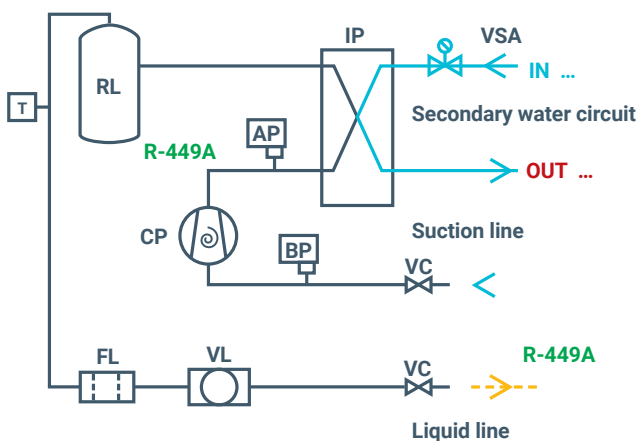 IP
VSA
RL
IN ...
T
Secondary water circuit
AP
R-449A
OUT ...
CP
BP
Suction line
VC
FL
VL
VC
R-449A
Liquid line